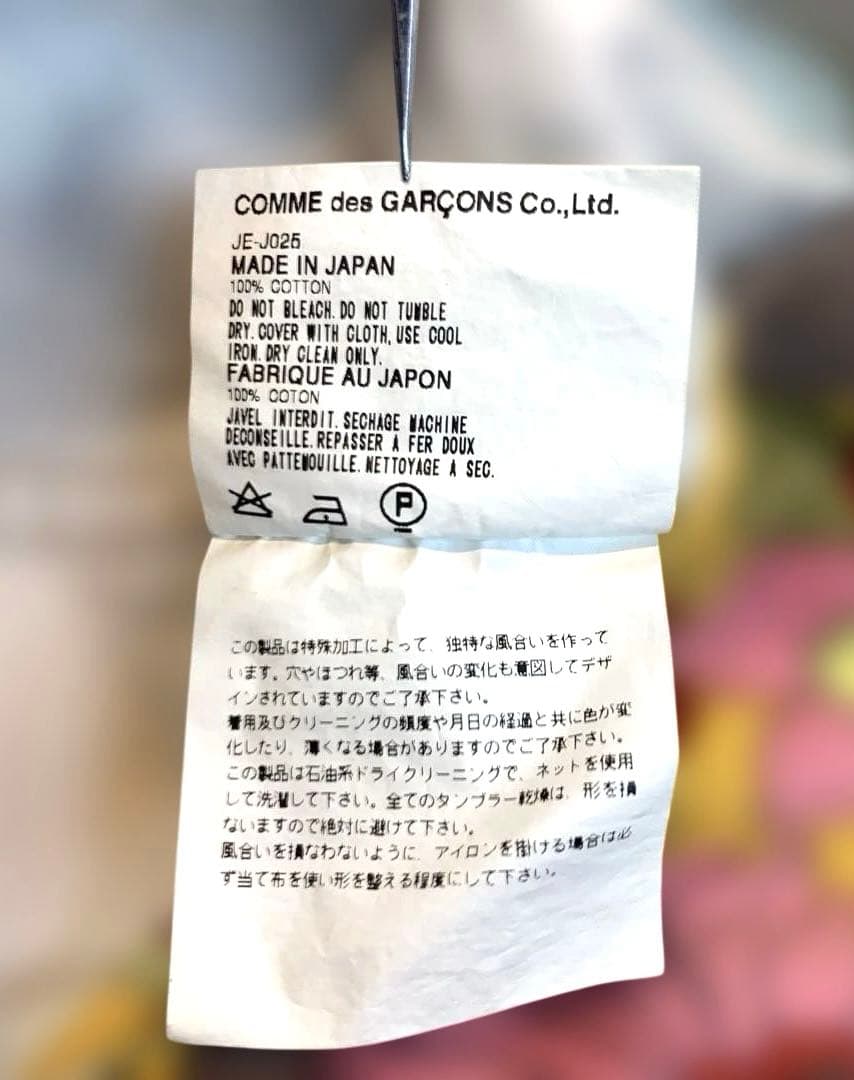 COMME des GARÇONS Co.,Ltd.
JE-J025
MADE IN JAPAN
100% COTTON
DO NOT BLEACH. DO NOT TUMBLE
DRY. COVER WITH CLOTH, USE COOL
IRON. DRY CLEAN ONLY.
FABRIQUE AU JAPON
100% COTON
JAVEL INTERDIT. SECHAGE MACHINE
DECONSEILLE. REPASSER A FER DOUX
AVEC PATTEMOUILLE. NETTOYAGE A SEC.
P
この製品は特殊加工によって、独特な風合いを作って
います。穴やほつれ等、風合いの変化も意図してデザ
インされていますのでご了承下さい。
着用及びクリーニングの頻度や月日の経過と共に色が変
化したり、薄くなる場合がありますのでご了承下さい。
この製品は石油系ドライクリーニングで、ネットを使用
して洗濯して下さい。全てのタンブラー乾燥は、形を損
ないますので絶対に避けて下さい。
風合いを損なわないように、アイロンを掛ける場合は必
ず当て布を使い形を整える程度にして下さい。